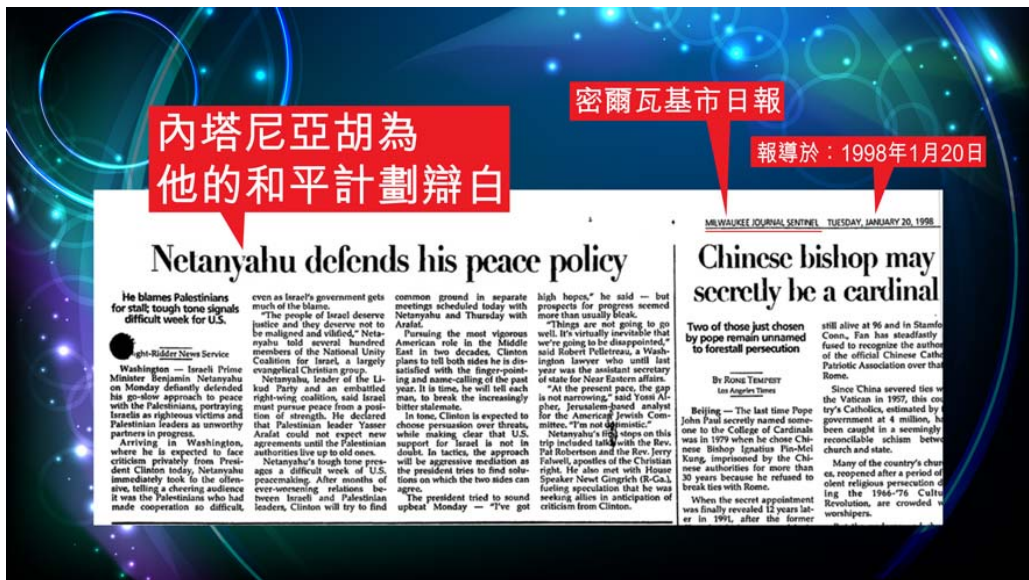 內塔尼亞胡為
他的和平計劃辯白
密爾瓦基市日報
報導於：1998年1月20日
MILWAUKEE JOURNAL SENTINEL TUESDAY, JANUARY 20, 1998
Netanyahu defends his peace policy
He blames Palestinians
for stall; tough tone signals
difficult week for U.S.
ight-Ridder News Service
Washington — Israeli Prime
Minister Benjamin Netanyahu
on Monday defiantly defended
his go-slow approach to peace
with the Palestinians, portraying
Israelis as righteous victims and
Palestinian leaders as unworthy
partners in progress.
Arriving in Washington,
where he is expected to face
criticism privately from Presi-
dent Clinton today, Netanyahu
immediately took to the offen-
sive, telling a cheering audience
it was the Palestinians who had
made cooperation so difficult,
even as Israel's government gets
much of the blame.
"The people of Israel deserve
justice and they deserve not to
be maligned and vilified," Neta-
nyahu told several hundred
members of the National Unity
Coalition for Israel, a largely
evangelical Christian group.
Netanyahu, leader of the Li-
kud Party and an embattled
right-wing coalition, said Israel
must pursue peace from a posi-
tion of strength. He declared
that Palestinian leader Yasser
Arafat could not expect new
agreements until the Palestinian
authorities live up to old ones.
Netanyahu's tough tone pres-
ages a difficult week of U.S.
peacemaking. After months of
ever-worsening relations be-
tween Israeli and Palestinian
leaders, Clinton will try to find
common ground in separate
meetings scheduled today with
Netanyahu and Thursday with
Arafat.
Pursuing the most vigorous
American role in the Middle
East in two decades, Clinton
plans to tell both sides he is dis-
satisfied with the finger-point-
ing and name-calling of the past
year. It is time, he will tell each
man, to break the increasingly
bitter stalemate.
In tone, Clinton is expected to
choose persuasion over threats,
while making clear that U.S.
support for Israel is not in
doubt. In tactics, the approach
will be aggressive mediation as
the president tries to find solu-
tions on which the two sides can
agree.
The president tried to sound
upbeat Monday — "I've got
high hopes," he said — but
prospects for progress seemed
more than usually bleak.
"Things are not going to go
well. It's virtually inevitable that
we're going to be disappointed,"
said Robert Pelletreau, a Wash-
ington lawyer who until last
year was the assistant secretary
of state for Near Eastern affairs.
"At the present pace, the gap
is not narrowing," said Yossi Al-
pher, Jerusalem-based analyst
for the American Jewish Com-
mittee. "I'm not optimistic."
Netanyahu's first stops on this
trip included talks with the Rev.
Pat Robertson and the Rev. Jerry
Falwell, apostles of the Christian
right. He also met with House
Speaker Newt Gingrich (R-Ga.),
fueling speculation that he was
seeking allies in anticipation of
criticism from Clinton.
Chinese bishop may
secretly be a cardinal
Two of those just chosen
by pope remain unnamed
to forestall persecution
BY RONE TEMPEST
Los Angeles Times
Beijing — The last time Pope
John Paul secretly named some-
one to the College of Cardinals
was in 1979 when he chose Chi-
nese Bishop Ignatius Pin-Mei
Kung, imprisoned by the Chi-
nese authorities for more than
30 years because he refused to
break ties with Rome.
When the secret appointment
was finally revealed 12 years lat-
er in 1991, after the former
still alive at 96 and in Stamfo
Conn., Fan has steadfastly
fused to recognize the author
of the official Chinese Cath
Patriotic Association over that
Rome.
Since China severed ties w
the Vatican in 1957, this cou
try's Catholics, estimated by t
government at 4 million, ha
been caught in a seemingly
reconcilable schism betwe
church and state.
Many of the country's chur
es, reopened after a period of
olent religious persecution d
ing the 1966-'76 Cultu
Revolution, are crowded w
worshipers.